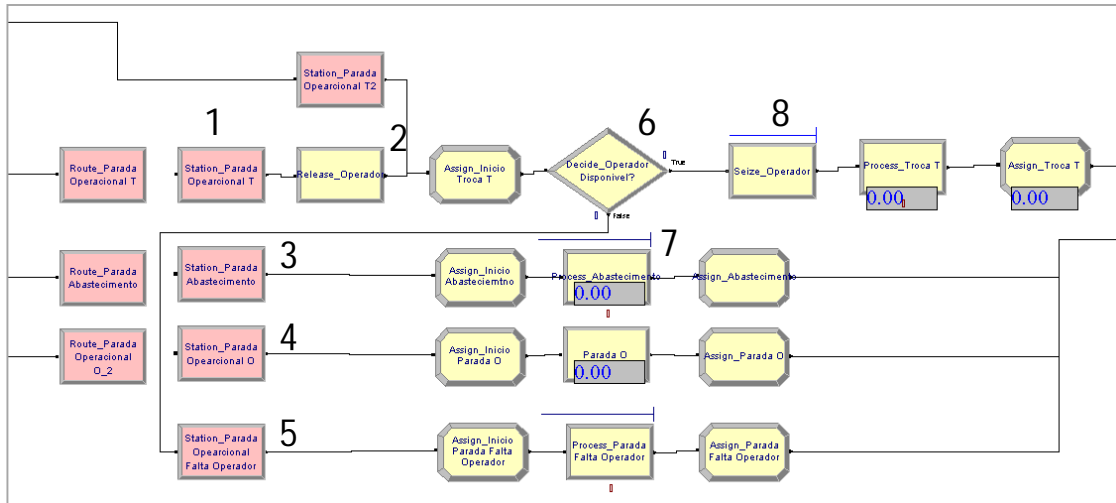 Station_Parada
Opearcional T2
1
2
6
8
Route_Parada
Operacional T
Station_Parada
Opearcional T
Release_Operador
Assign_Inicio
Troca T
Decide_Operador
Disponivel?
True
False
Seize_Operador
Process_Troca T
0.00
Assign_Troca T
0.00
3
7
Route_Parada
Abastecimento
Station_Parada
Abastecimento
Assign_Inicio
Abasteciemtno
Process_Abastecimento
0.00
Assign_Abastecimento
4
Route_Parada
Operacional
O_2
Station_Parada
Opearcional O
Assign_Inicio
Parada O
Parada O
0.00
Assign_Parada O
5
Station_Parada
Opearcional
Falta Operador
Assign_Inicio
Parada Falta
Operador
Process_Parada
Falta Operador
Assign_Parada
Falta Operador